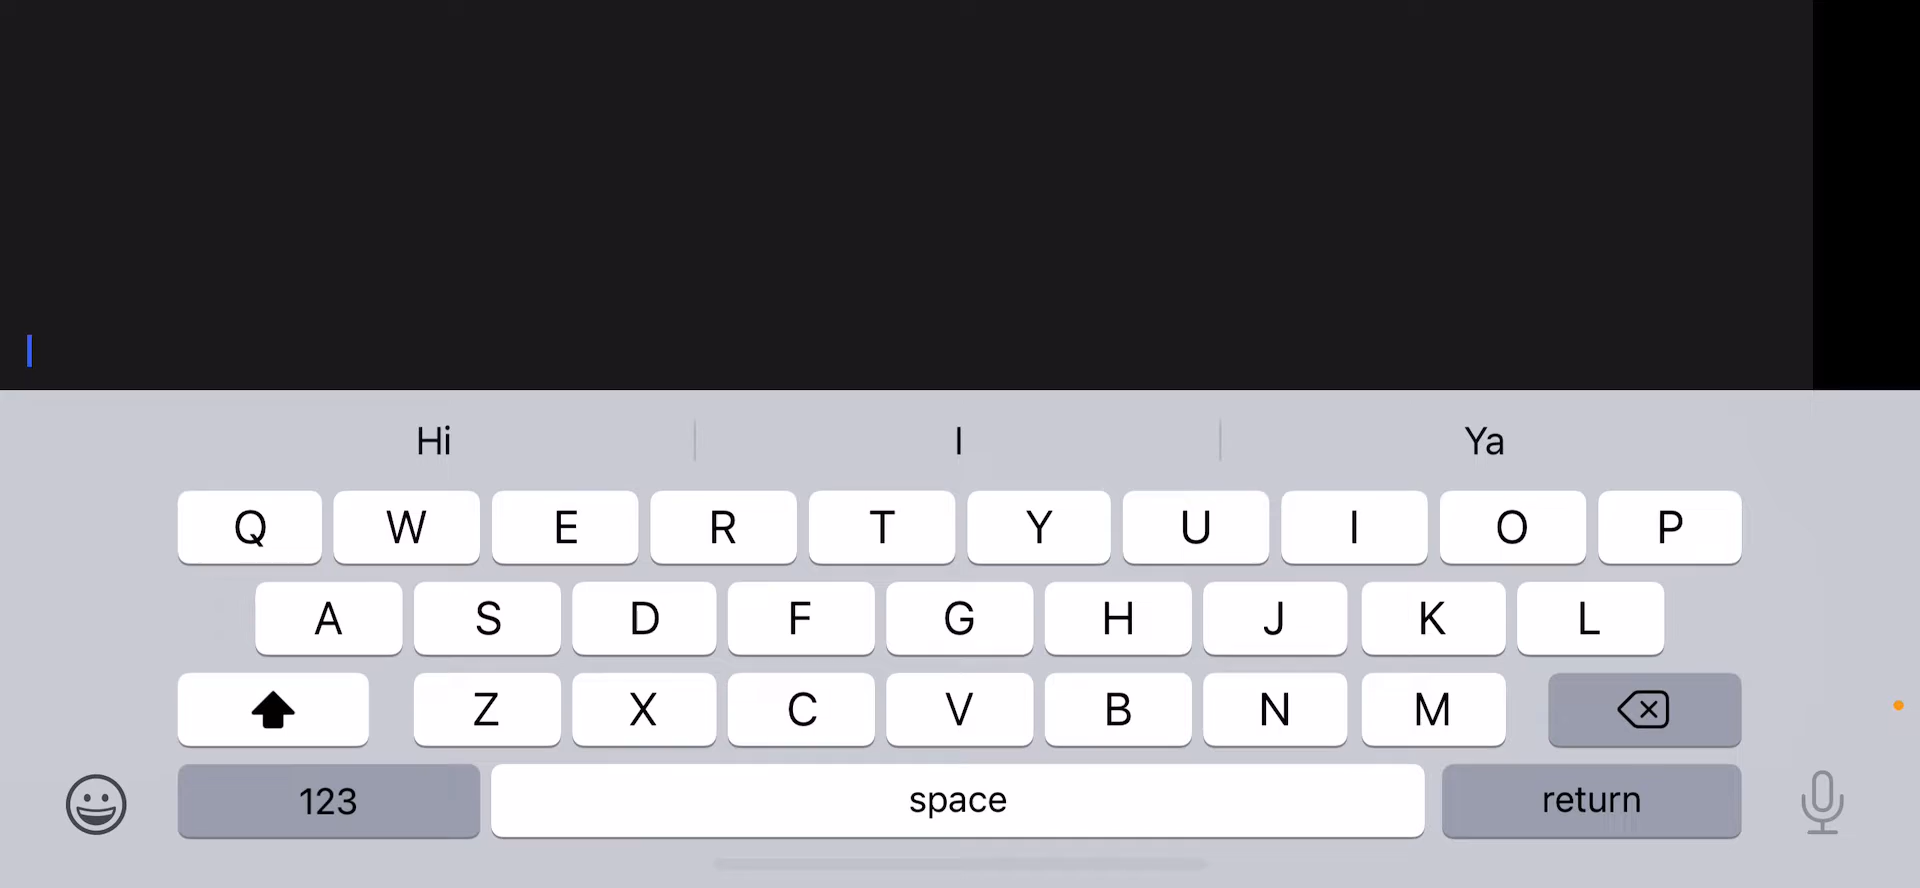 Hi I Ya
Q W E R T Y U I O P
A S D F G H J K L
Z X C V B N M
123 space return